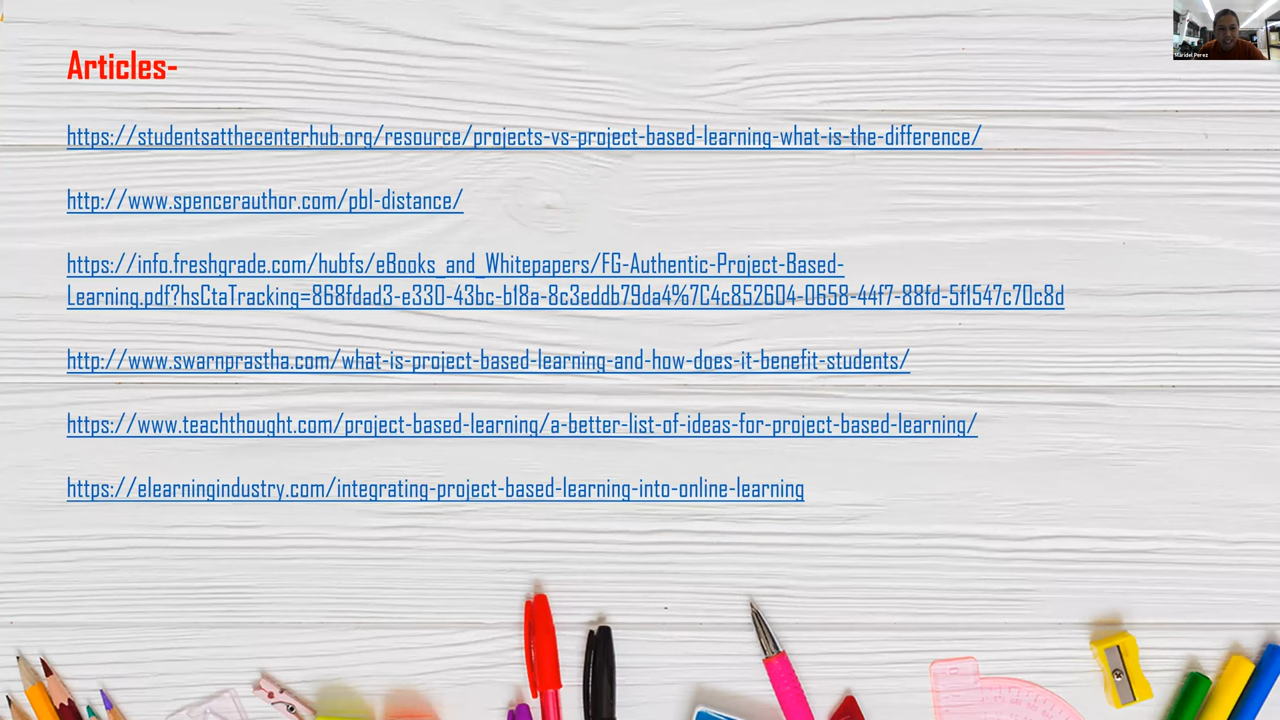 Maridel Perez
Articles-
https://studentsatthecenterhub.org/resource/projects-vs-project-based-learning-what-is-the-difference/
http://www.spencerauthor.com/pbl-distance/
https://info.freshgrade.com/hubfs/eBooks_and_Whitepapers/FG-Authentic-Project-Based-
Learning.pdf?hsCtaTracking=868fdad3-e330-43bc-b18a-8c3eddb79da4%7C4c852604-0658-44f7-88fd-5f1547c70c8d
http://www.swarnprastha.com/what-is-project-based-learning-and-how-does-it-benefit-students/
https://www.teachthought.com/project-based-learning/a-better-list-of-ideas-for-project-based-learning/
https://elearningindustry.com/integrating-project-based-learning-into-online-learning